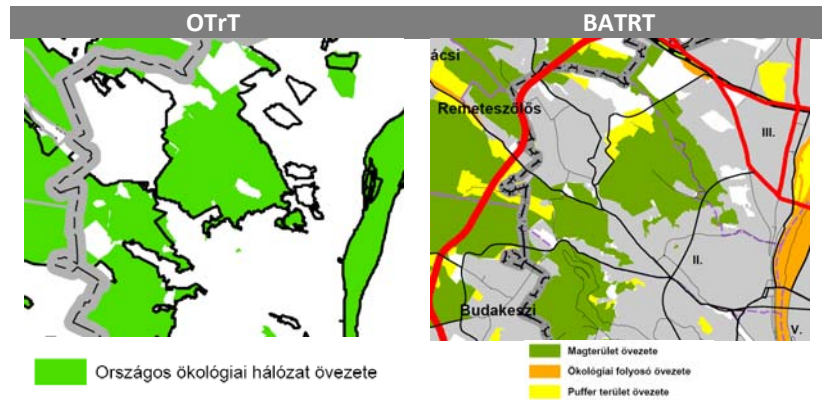 OTrT
BATRT
ácsi
Remeteszőlős
III.
II.
Budakeszi
V.
Országos ökológiai hálózat övezete
Magterület övezete
Ökológiai folyosó övezete
Puffer terület övezete